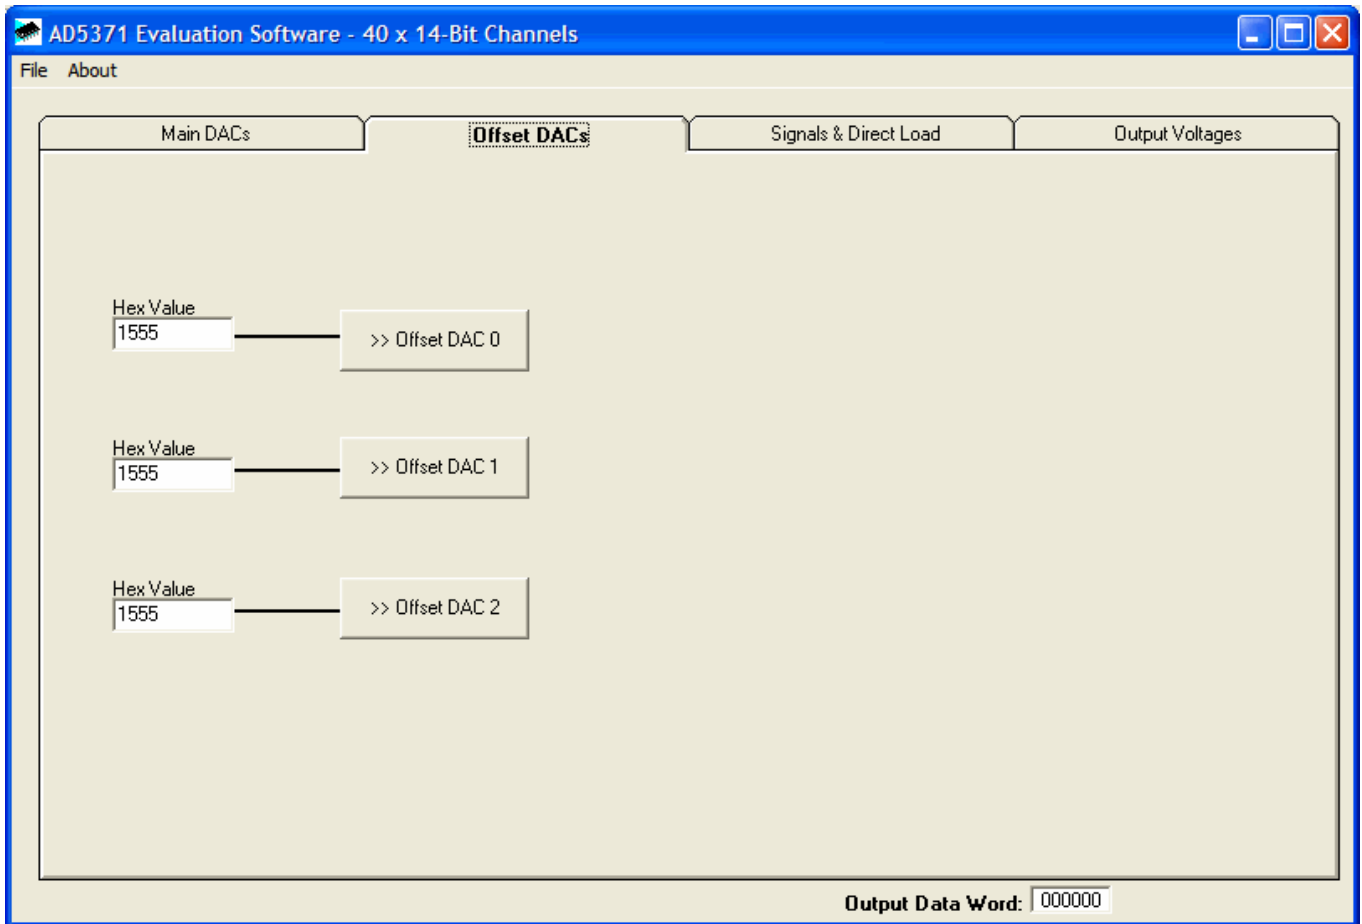 AD5371 Evaluation Software - 40 x 14-Bit Channels
File About
Main DACs
Offset DACs
Signals & Direct Load
Output Voltages
Hex Value
1555
>> Offset DAC 0
Hex Value
1555
>> Offset DAC 1
Hex Value
1555
>> Offset DAC 2
Output Data Word: 000000